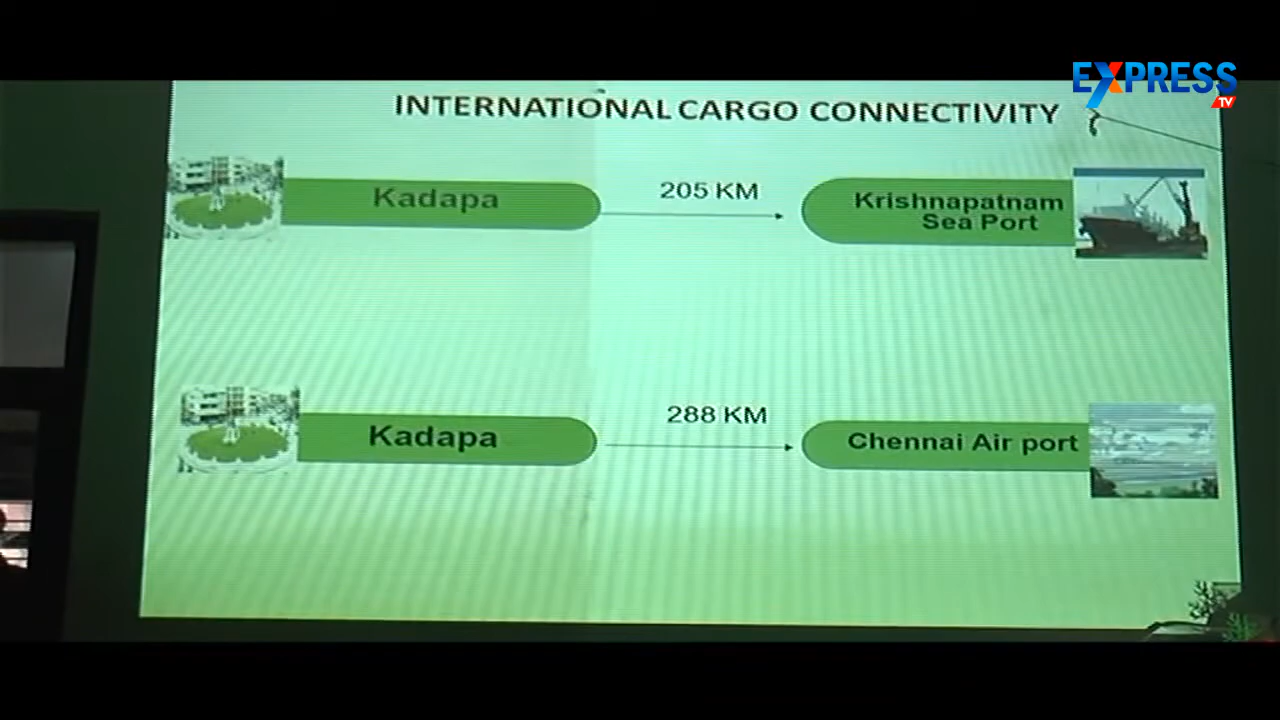 EXPRESS
TV
INTERNATIONAL CARGO CONNECTIVITY
Kadapa
205 KM
Krishnapatnam
Sea Port
Kadapa
288 KM
Chennai Air port